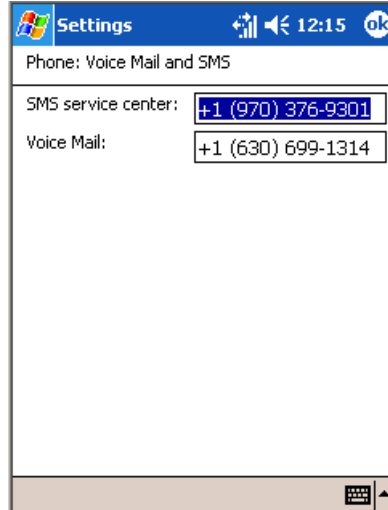 Settings 12:15 ok
Phone: Voice Mail and SMS
SMS service center: +1 (970) 376-9301
Voice Mail: +1 (630) 699-1314